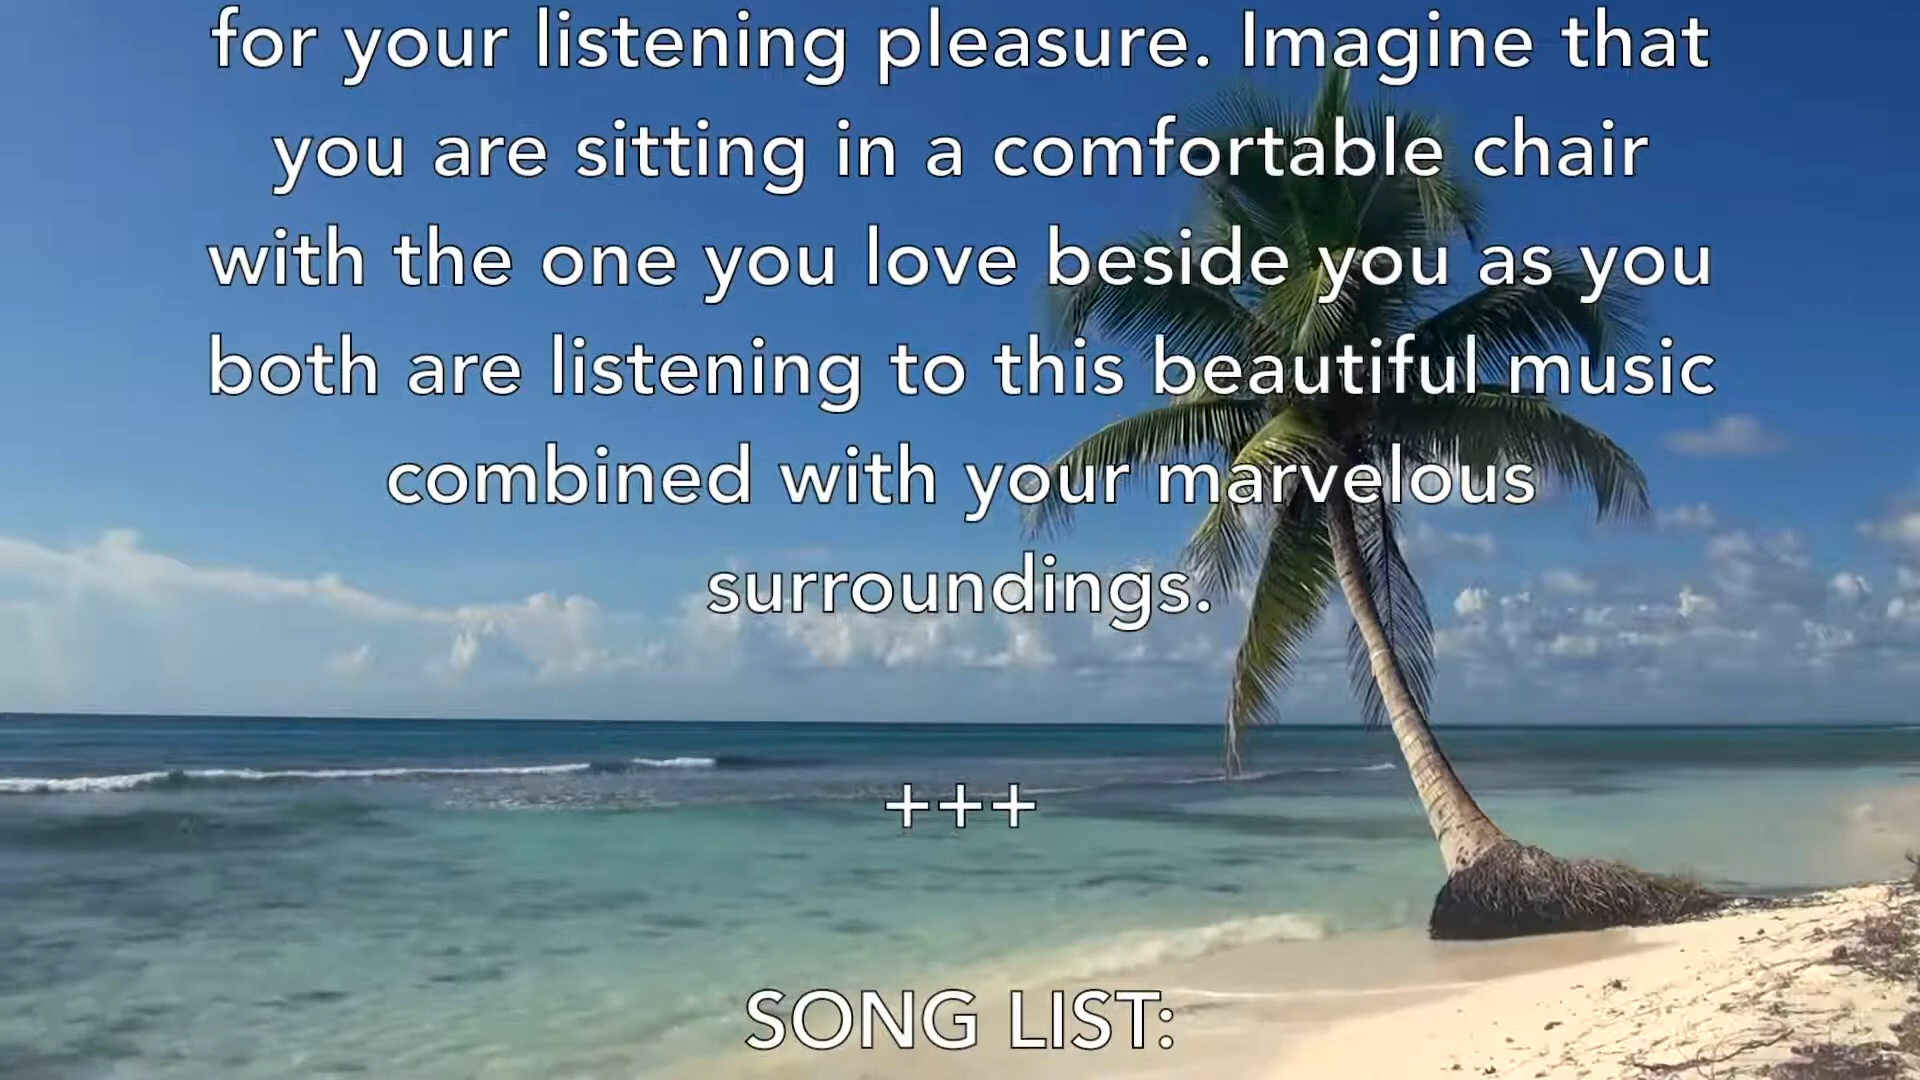 for your listening pleasure. Imagine that
you are sitting in a comfortable chair
with the one you love beside you as you
both are listening to this beautiful music
combined with your marvelous
surroundings.
+++
SONG LIST: